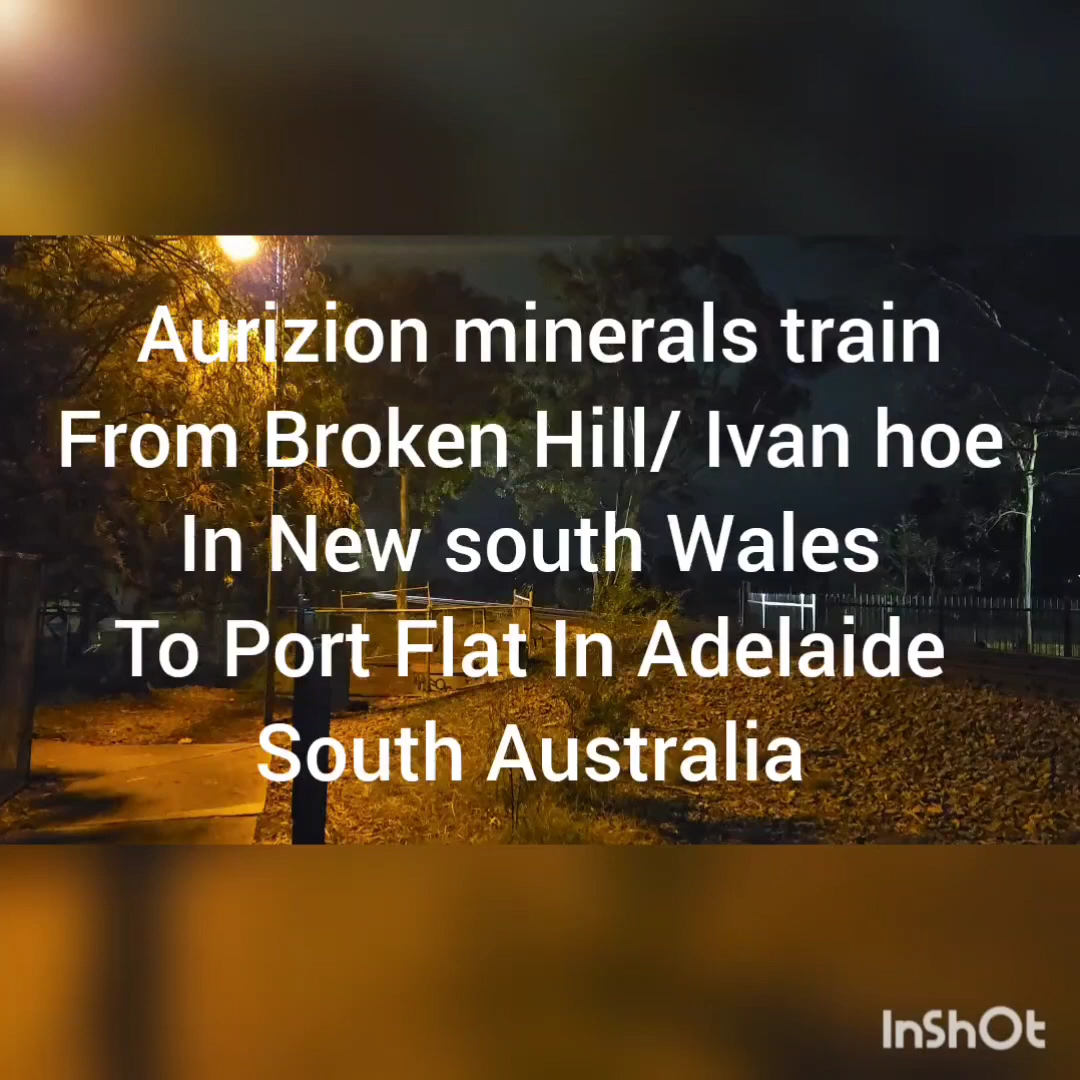 Aurizion minerals train
From Broken Hill/ Ivan hoe
In New south Wales
To Port Flat In Adelaide
South Australia
InShOt